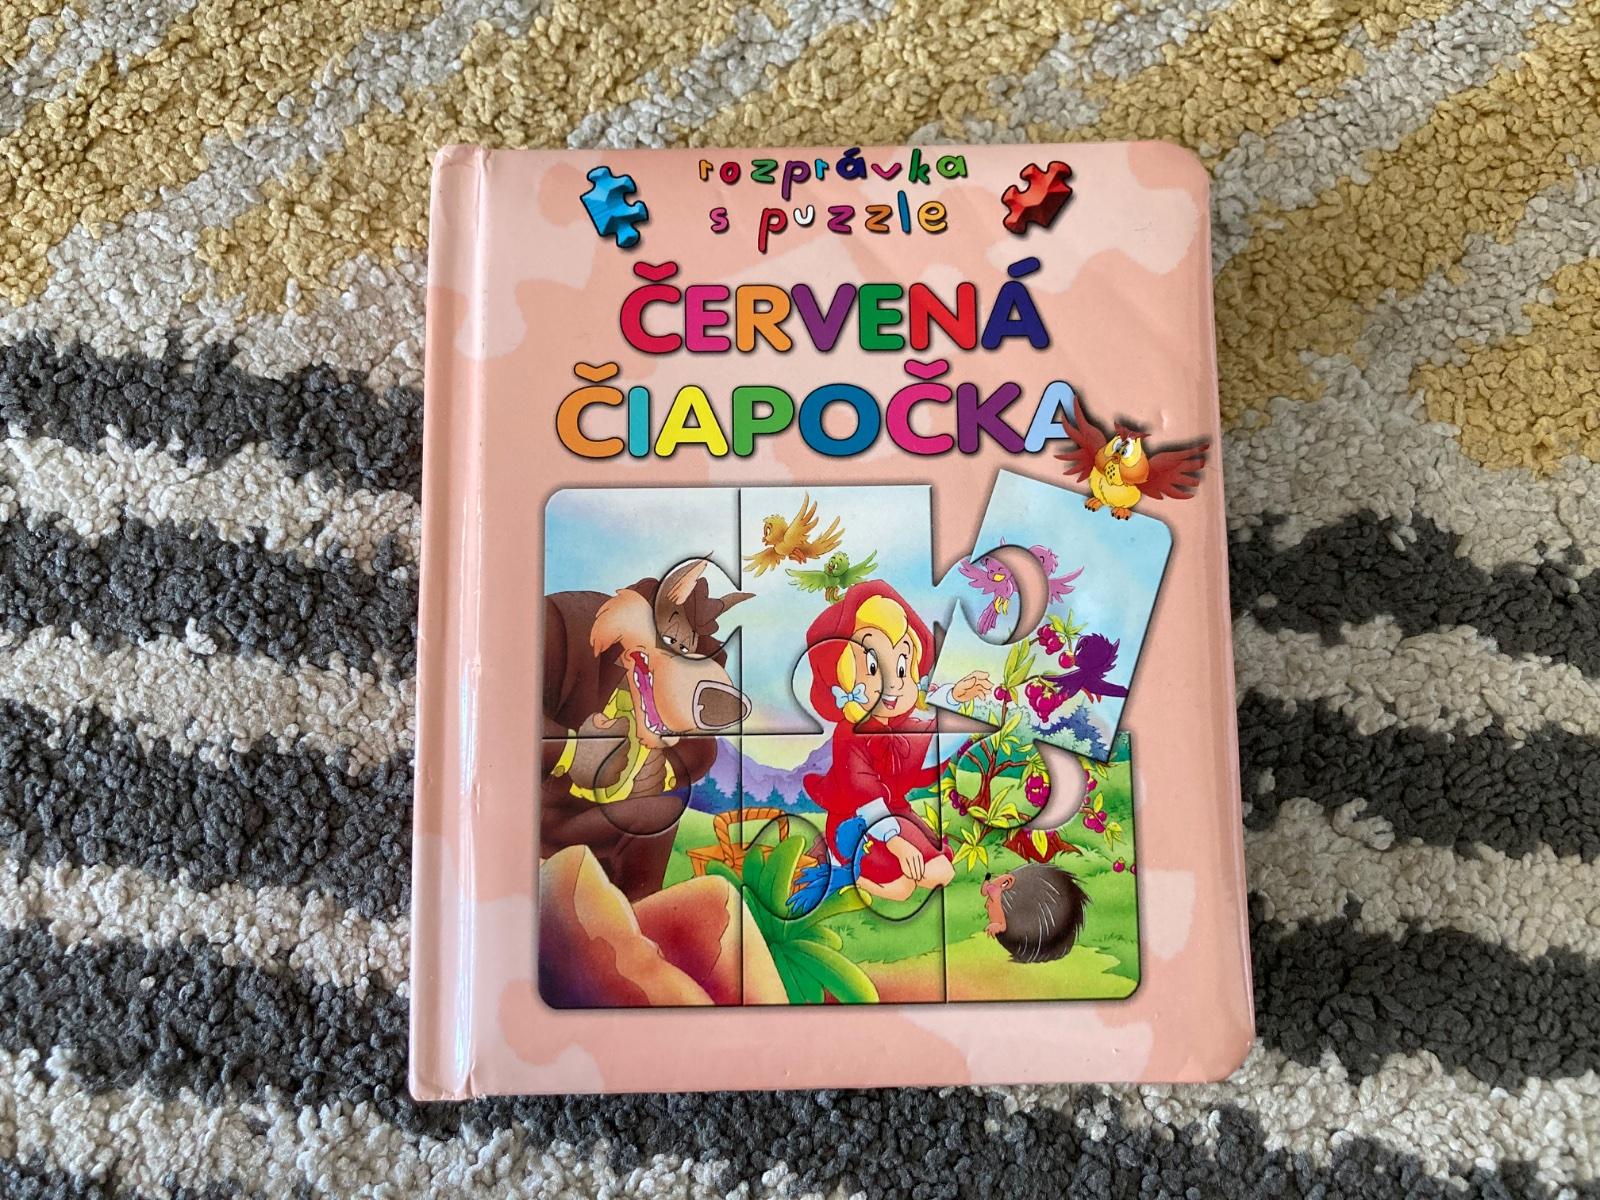 rozprávka
s puzzle
ČERVENÁ
ČIAPOČKA